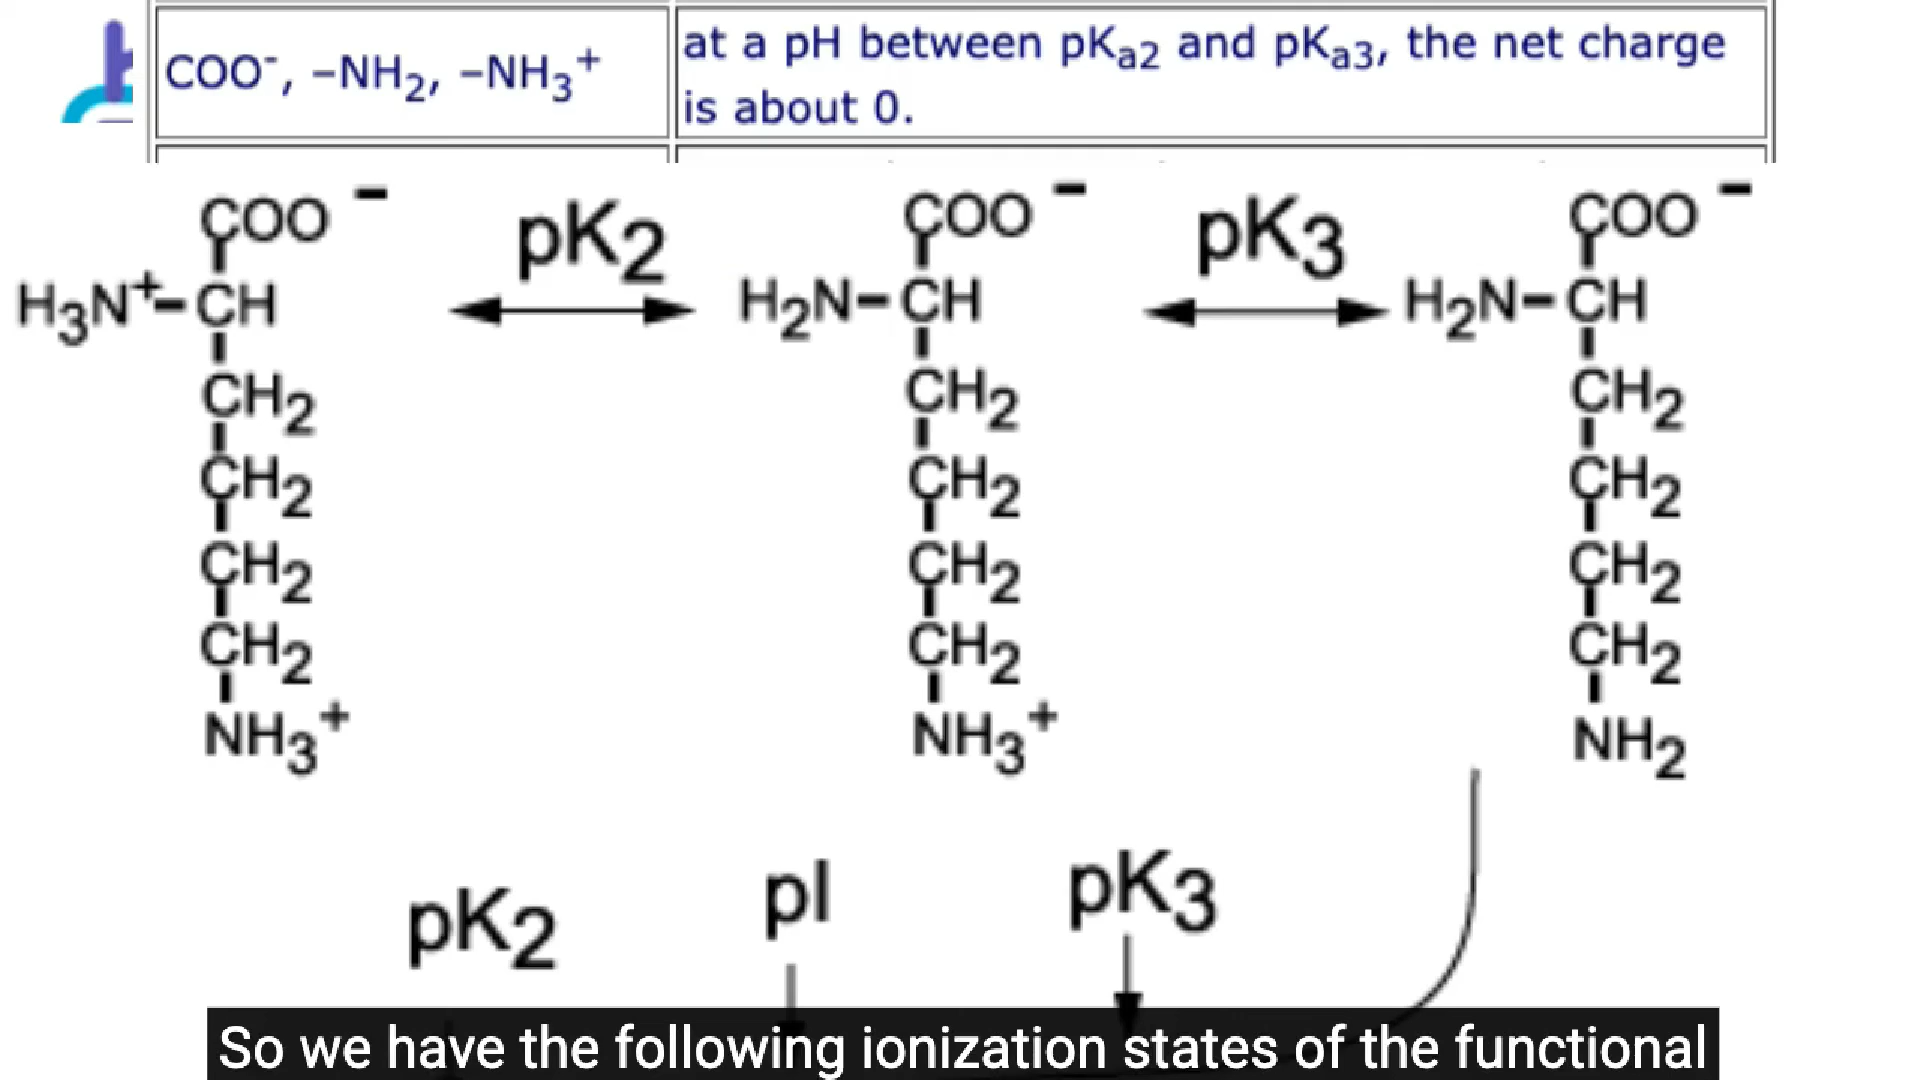 COO⁻, –NH₂, –NH₃⁺
at a pH between pKa2 and pKa3, the net charge
is about 0.
COO⁻
pK₂
COO⁻
pK₃
COO⁻
H₃N⁺–CH
H₂N–CH
H₂N–CH
CH₂
CH₂
CH₂
CH₂
CH₂
CH₂
CH₂
CH₂
CH₂
CH₂
CH₂
CH₂
NH₃⁺
NH₃⁺
NH₂
pK₂
pI
pK₃
So we have the following ionization states of the functional